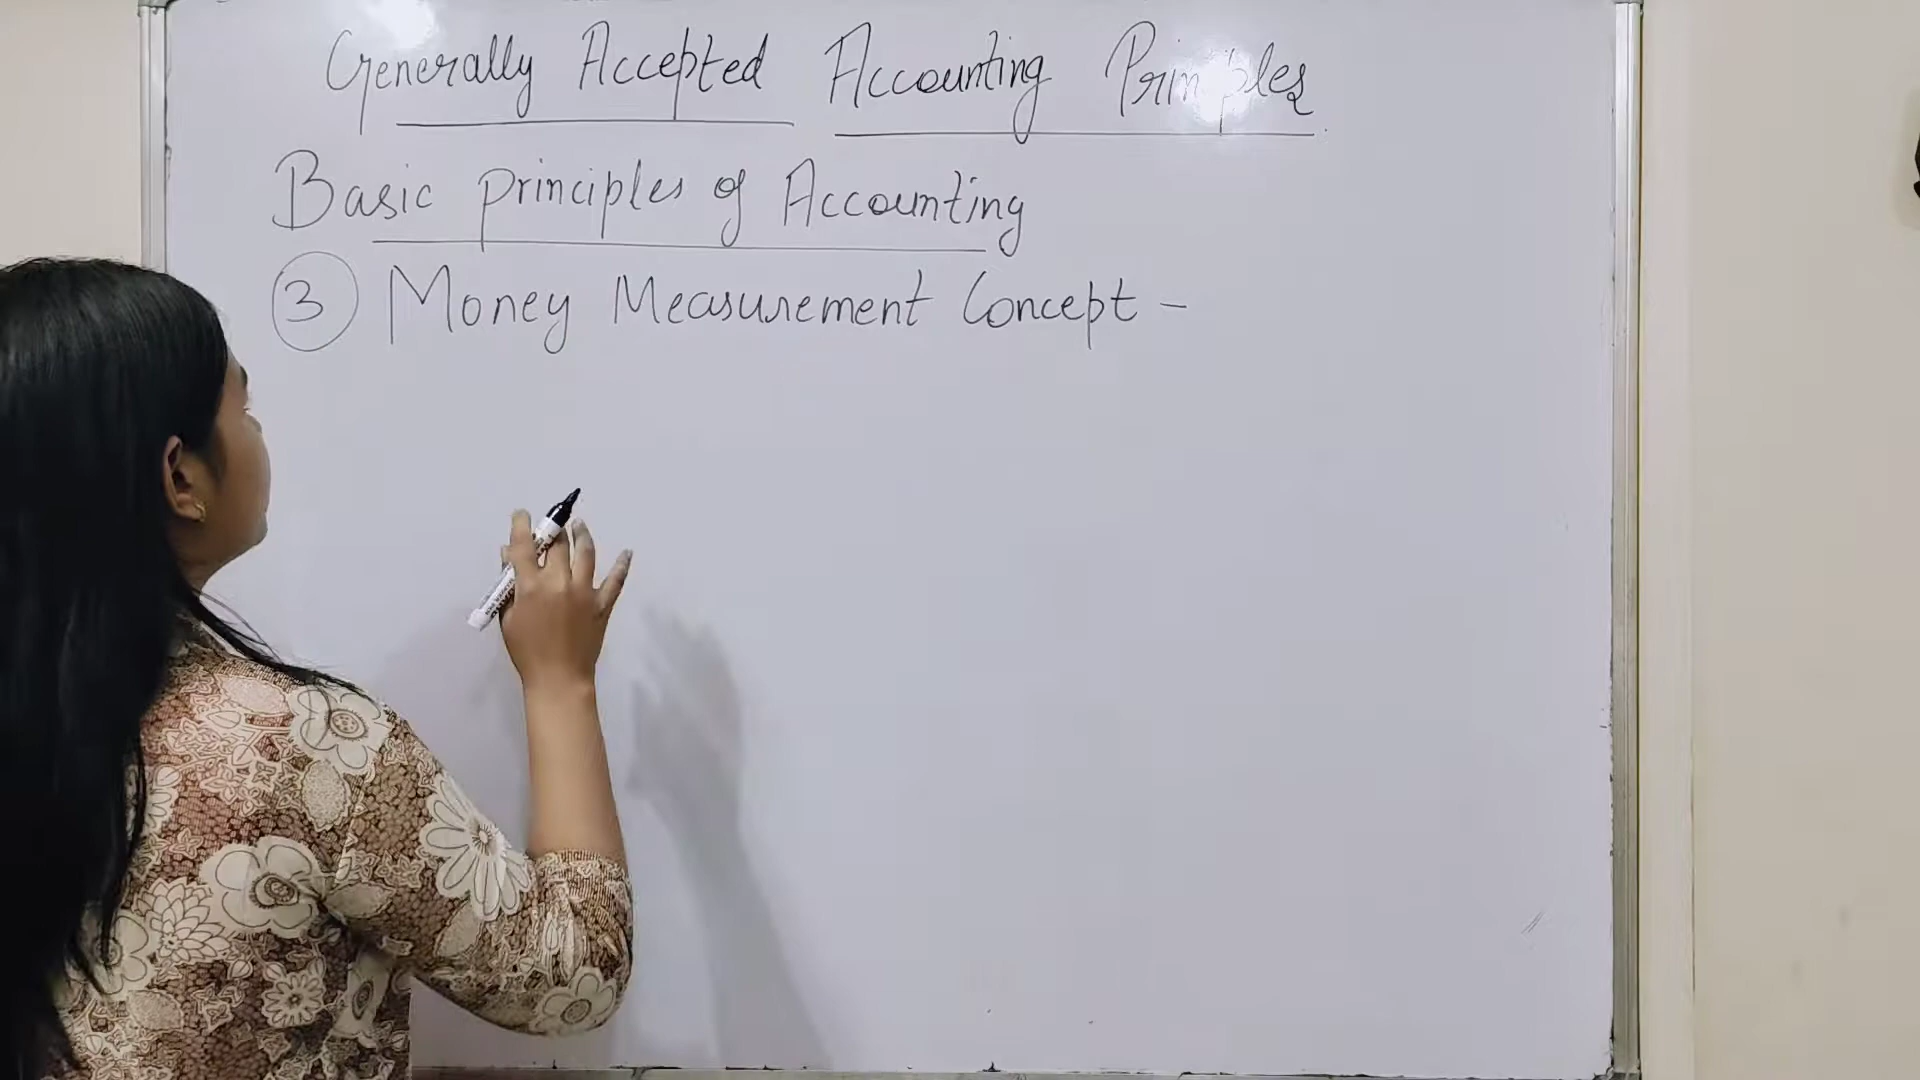 Generally Accepted Accounting Principles
Basic principles of Accounting
3 Money Measurement Concept -